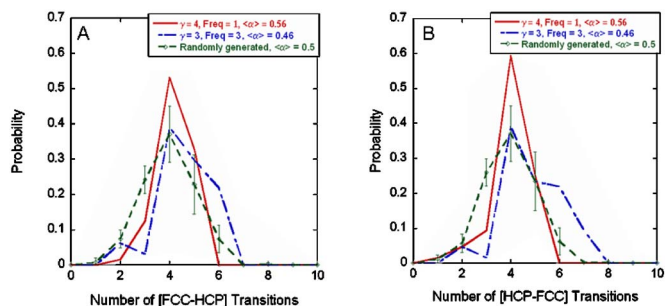 A
γ = 4, Freq = 1, <α> = 0.56
γ = 3, Freq = 3, <α> = 0.46
Randomly generated, <α> = 0.5
0.7
0.6
0.5
0.4
0.3
0.2
0.1
0
Probability
0 2 4 6 8 10
Number of [FCC-HCP] Transitions
B
γ = 4, Freq = 1, <α> = 0.56
γ = 3, Freq = 3, <α> = 0.46
Randomly generated, <α> = 0.5
0.7
0.6
0.5
0.4
0.3
0.2
0.1
0
Probability
0 2 4 6 8 10
Number of [HCP-FCC] Transitions